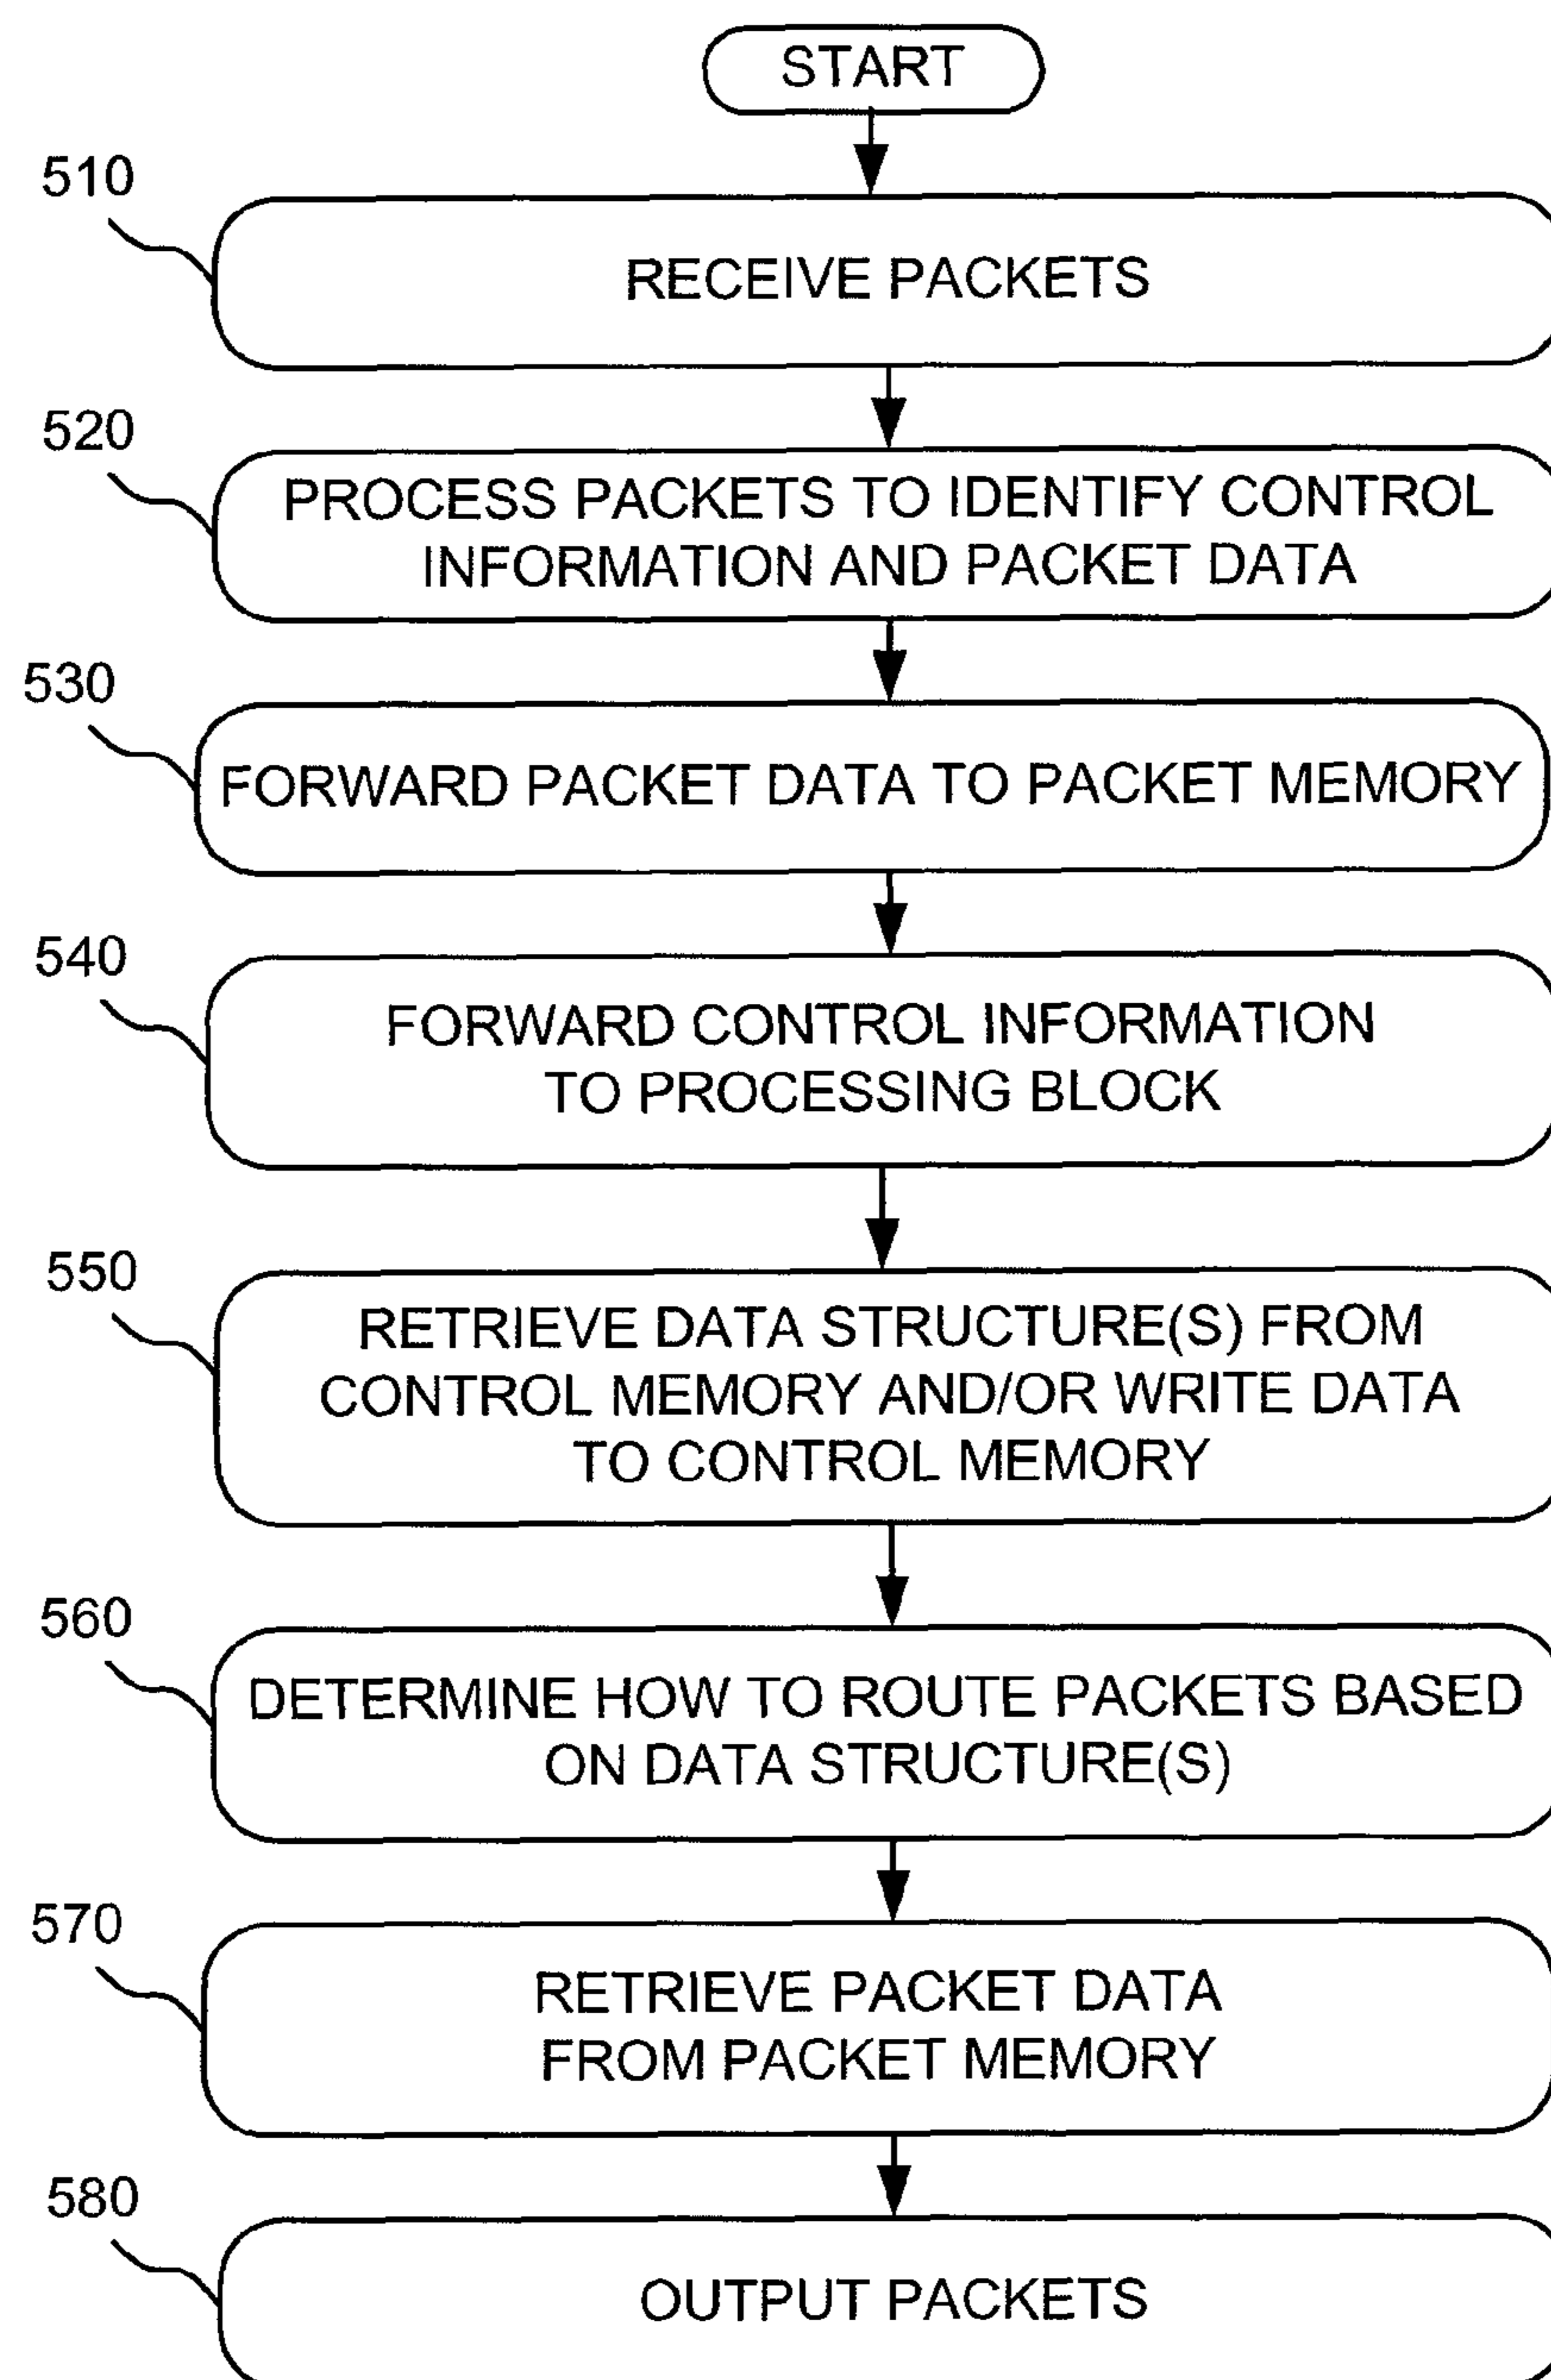 START
510
RECEIVE PACKETS
520
PROCESS PACKETS TO IDENTIFY CONTROL
INFORMATION AND PACKET DATA
530
FORWARD PACKET DATA TO PACKET MEMORY
540
FORWARD CONTROL INFORMATION
TO PROCESSING BLOCK
550
RETRIEVE DATA STRUCTURE(S) FROM
CONTROL MEMORY AND/OR WRITE DATA
TO CONTROL MEMORY
560
DETERMINE HOW TO ROUTE PACKETS BASED
ON DATA STRUCTURE(S)
570
RETRIEVE PACKET DATA
FROM PACKET MEMORY
580
OUTPUT PACKETS